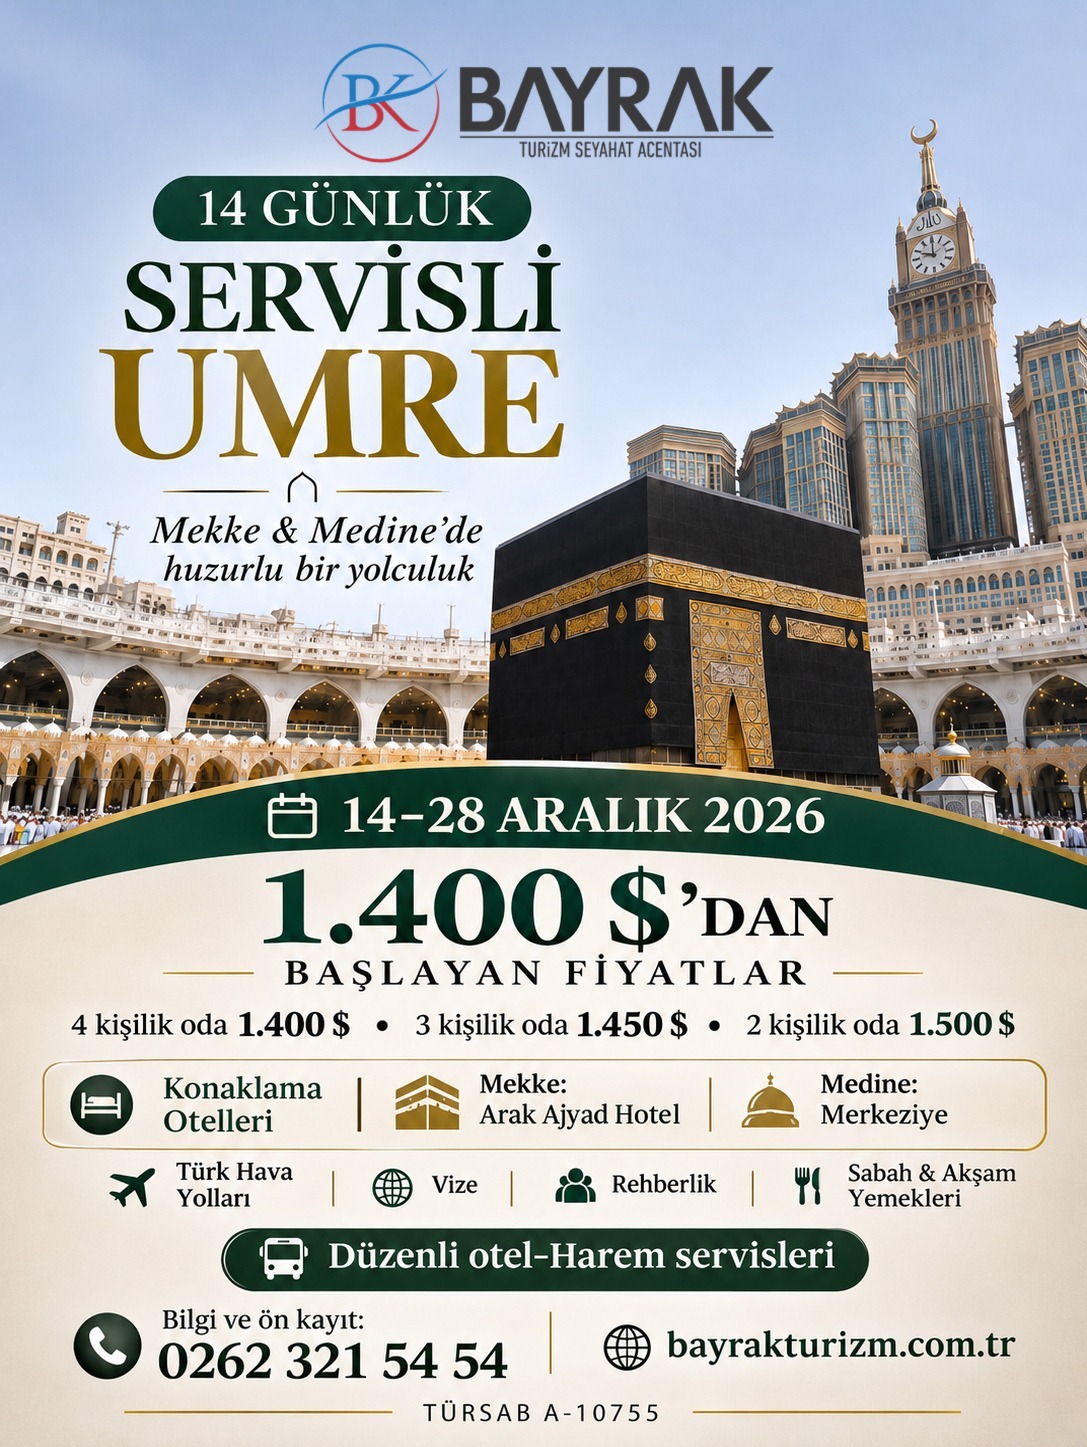 BK BAYRAK
TURİZM SEYAHAT ACENTASI
14 GÜNLÜK
SERVİSLİ
UMRE
Mekke & Medine’de
huzurlu bir yolculuk
14–28 ARALIK 2026
1.400 $’DAN
BAŞLAYAN FİYATLAR
4 kişilik oda 1.400 $ • 3 kişilik oda 1.450 $ • 2 kişilik oda 1.500 $
Konaklama
Otelleri
Mekke:
Arak Ajyad Hotel
Medine:
Merkeziye
Türk Hava
Yolları
Vize
Rehberlik
Sabah & Akşam
Yemekleri
Düzenli otel–Harem servisleri
Bilgi ve ön kayıt:
0262 321 54 54
bayrakturizm.com.tr
TÜRSAB A-10755